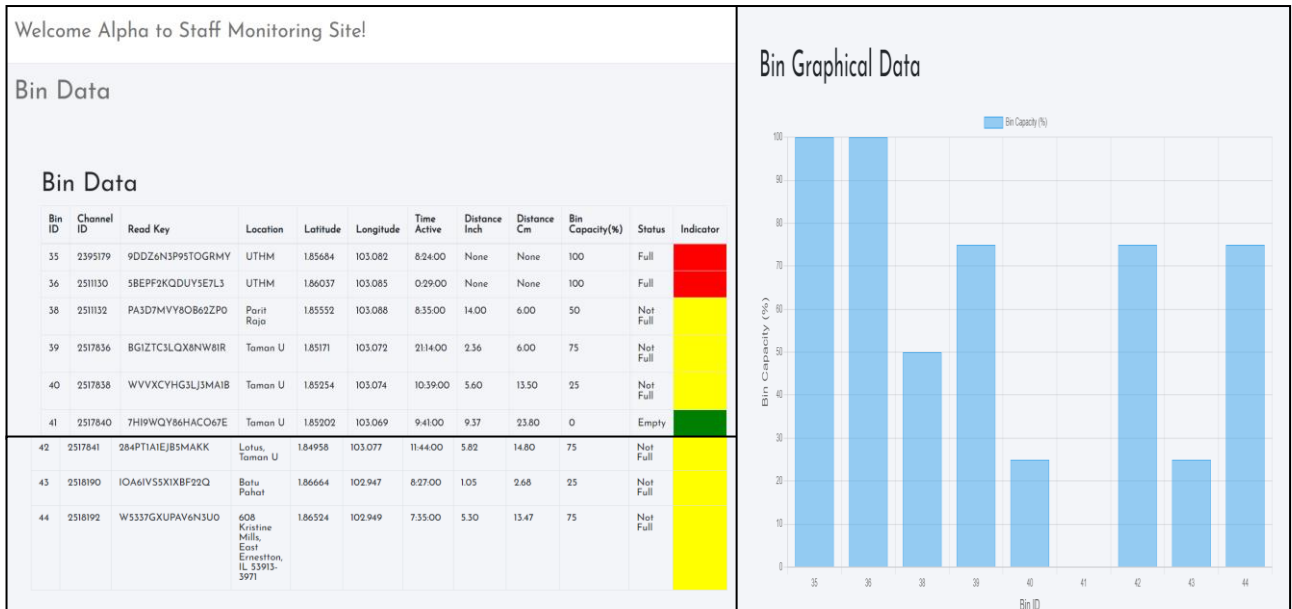 Welcome Alpha to Staff Monitoring Site!
Bin Data
Bin Data
Bin ID Channel ID Read Key Location Latitude Longitude Time Active Distance Inch Distance Cm Bin Capacity(%) Status Indicator
35 2395179 9DDZ6N3P95TOGRMY UTHM 1.85684 103.082 8:24:00 None None 100 Full
36 2511130 5BEPF2KQDUY5E7L3 UTHM 1.86037 103.085 0:29:00 None None 100 Full
38 2511132 PA3D7MVY8OB62ZP0 Parit Raja 1.85552 103.088 8:35:00 14.00 6.00 50 Not Full
39 2517836 BG1ZTC3LQX8NW81R Taman U 1.85171 103.072 21:14:00 2.36 6.00 75 Not Full
40 2517838 WVVXCYHG3LJ3MA1B Taman U 1.85254 103.074 10:39:00 5.60 13.50 25 Not Full
41 2517840 7HI9WQY86HACO67E Taman U 1.85202 103.069 9:41:00 9.37 23.80 0 Empty
42 2517841 284PT1A1EJB5MAKK Lotus, Taman U 1.84958 103.077 11:44:00 5.82 14.80 75 Not Full
43 2518190 IOA6IVS5X1XBF22Q Batu Pahat 1.86664 102.947 8:27:00 1.05 2.68 25 Not Full
44 2518192 W5337GXUPAV6N3U0 608 Kristine Mills, East Ernestton, IL 53913-3971 1.86524 102.949 7:35:00 5.30 13.47 75 Not Full
Bin Graphical Data
Bin Capacity (%)
100
90
80
70
60
50
40
30
20
10
0
Bin Capacity (%)
35 36 38 39 40 41 42 43 44
Bin ID